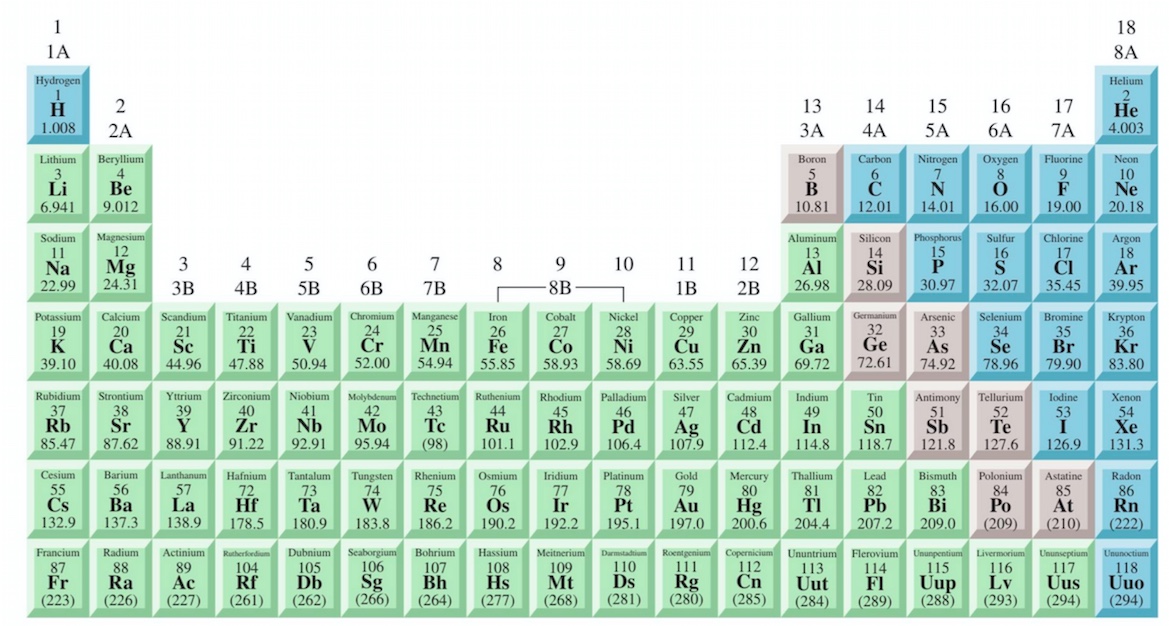 1 18
1A 8A
Hydrogen Helium
1 2
H 2 13 14 15 16 17 He
1.008 2A 3A 4A 5A 6A 7A 4.003
Lithium Beryllium Boron Carbon Nitrogen Oxygen Fluorine Neon
3 4 5 6 7 8 9 10
Li Be B C N O F Ne
6.941 9.012 10.81 12.01 14.01 16.00 19.00 20.18
Sodium Magnesium Aluminum Silicon Phosphorus Sulfur Chlorine Argon
11 12 13 14 15 16 17 18
Na Mg 3 4 5 6 7 8 9 10 11 12 Al Si P S Cl Ar
22.99 24.31 3B 4B 5B 6B 7B 8B 1B 2B 26.98 28.09 30.97 32.07 35.45 39.95
Potassium Calcium Scandium Titanium Vanadium Chromium Manganese Iron Cobalt Nickel Copper Zinc Gallium Germanium Arsenic Selenium Bromine Krypton
19 20 21 22 23 24 25 26 27 28 29 30 31 32 33 34 35 36
K Ca Sc Ti V Cr Mn Fe Co Ni Cu Zn Ga Ge As Se Br Kr
39.10 40.08 44.96 47.88 50.94 52.00 54.94 55.85 58.93 58.69 63.55 65.39 69.72 72.61 74.92 78.96 79.90 83.80
Rubidium Strontium Yttrium Zirconium Niobium Molybdenum Technetium Ruthenium Rhodium Palladium Silver Cadmium Indium Tin Antimony Tellurium Iodine Xenon
37 38 39 40 41 42 43 44 45 46 47 48 49 50 51 52 53 54
Rb Sr Y Zr Nb Mo Tc Ru Rh Pd Ag Cd In Sn Sb Te I Xe
85.47 87.62 88.91 91.22 92.91 95.94 (98) 101.1 102.9 106.4 107.9 112.4 114.8 118.7 121.8 127.6 126.9 131.3
Cesium Barium Lanthanum Hafnium Tantalum Tungsten Rhenium Osmium Iridium Platinum Gold Mercury Thallium Lead Bismuth Polonium Astatine Radon
55 56 57 72 73 74 75 76 77 78 79 80 81 82 83 84 85 86
Cs Ba La Hf Ta W Re Os Ir Pt Au Hg Tl Pb Bi Po At Rn
132.9 137.3 138.9 178.5 180.9 183.8 186.2 190.2 192.2 195.1 197.0 200.6 204.4 207.2 209.0 (209) (210) (222)
Francium Radium Actinium Rutherfordium Dubnium Seaborgium Bohrium Hassium Meitnerium Darmstadtium Roentgenium Copernicium Ununtrium Flerovium Ununpentium Livermorium Ununseptium Ununoctium
87 88 89 104 105 106 107 108 109 110 111 112 113 114 115 116 117 118
Fr Ra Ac Rf Db Sg Bh Hs Mt Ds Rg Cn Uut Fl Uup Lv Uus Uuo
(223) (226) (227) (261) (262) (266) (264) (277) (268) (281) (280) (285) (284) (289) (288) (293) (294) (294)